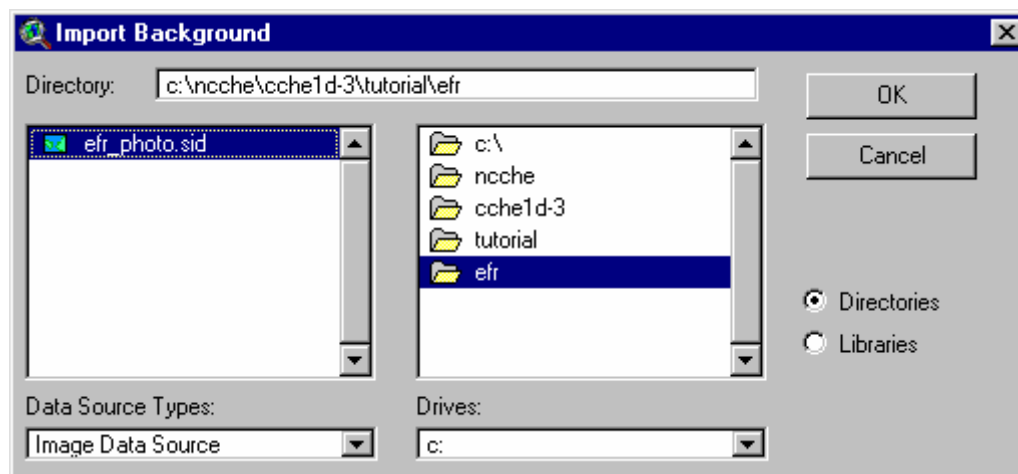 Import Background
Directory: c:\ncche\cche1d-3\tutorial\efr
OK
Cancel
efr_photo.sid
c:\
ncche
cche1d-3
tutorial
efr
Directories
Libraries
Data Source Types:
Image Data Source
Drives:
c: